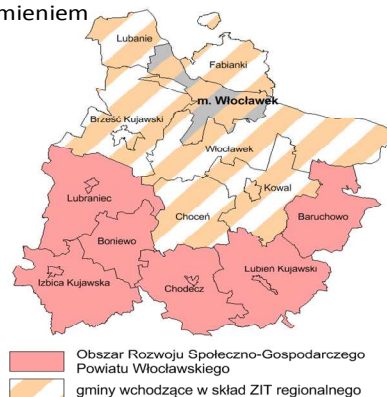 mieniem
Lubanie
Fabianki
m. Włocławek
Brześć Kujawski
Włocławek
Lubraniec
Kowal
Choceń
Baruchowo
Boniewo
Lubień Kujawski
Izbica Kujawska
Chodecz
Obszar Rozwoju Społeczno-Gospodarczego
Powiatu Włocławskiego
gminy wchodzące w skład ZIT regionalnego